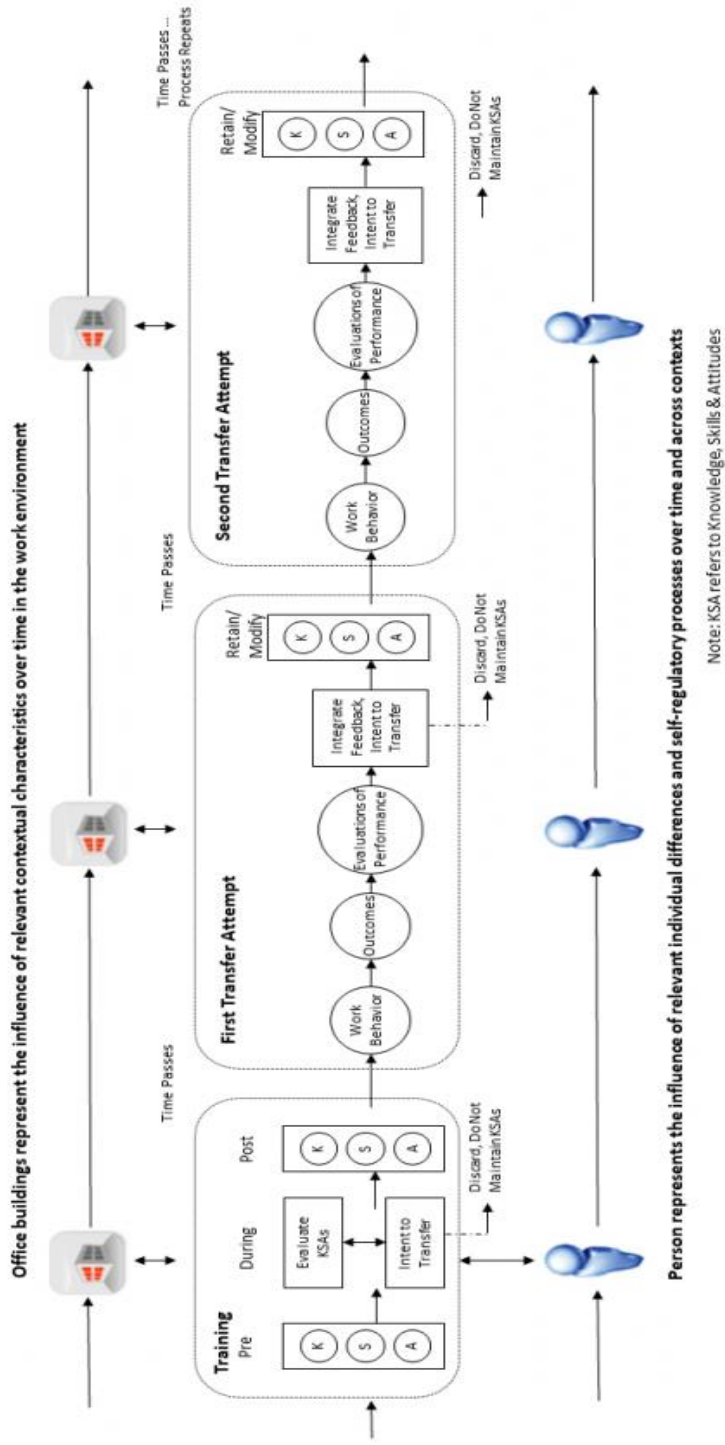 Office buildings represent the influence of relevant contextual characteristics over time in the work environment
Time Passes
Time Passes
Time Passes ...
Process Repeats
Training
Pre
During
Post
K
S
A
Evaluate
KSAs
Intent to
Transfer
K
S
A
Discard, Do Not
Maintain KSAs
First Transfer Attempt
Work
Behavior
Outcomes
Evaluations of
Performance
Integrate
Feedback,
Intent to
Transfer
Retain/
Modify
K
S
A
Discard, Do Not
Maintain KSAs
Second Transfer Attempt
Work
Behavior
Outcomes
Evaluations of
Performance
Integrate
Feedback,
Intent to
Transfer
Retain/
Modify
K
S
A
Discard, Do Not
Maintain KSAs
Person represents the influence of relevant individual differences and self-regulatory processes over time and across contexts
Note: KSA refers to Knowledge, Skills & Attitudes